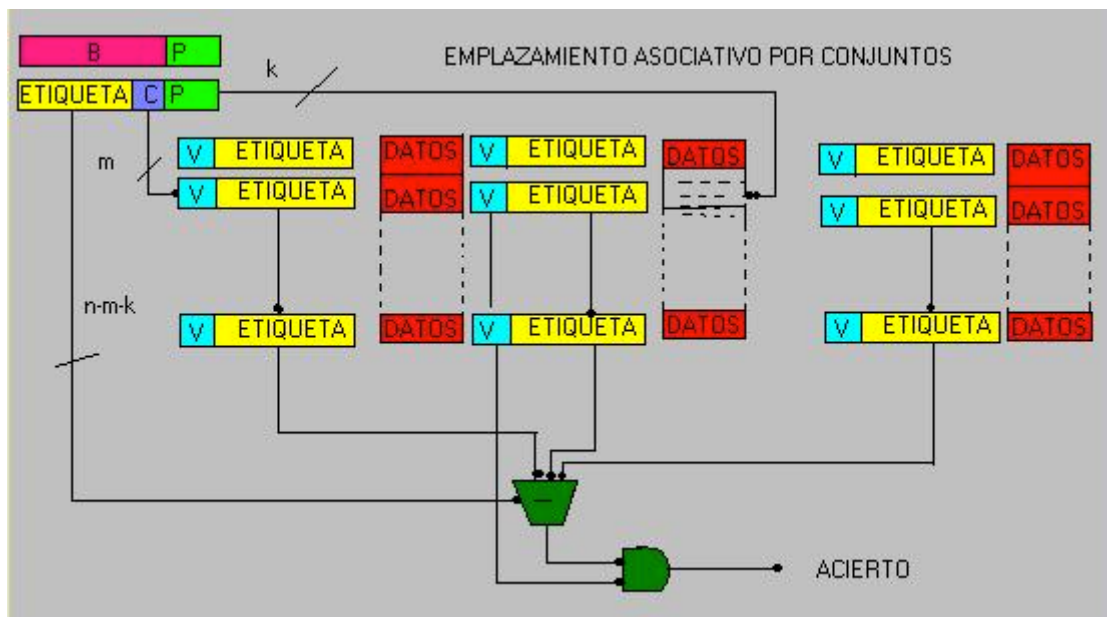 B P
EMPLAZAMIENTO ASOCIATIVO POR CONJUNTOS
k
ETIQUETA C P
m
V ETIQUETA DATOS V ETIQUETA DATOS V ETIQUETA DATOS
V ETIQUETA DATOS V ETIQUETA V ETIQUETA DATOS
n-m-k
V ETIQUETA DATOS V ETIQUETA DATOS V ETIQUETA DATOS
ACIERTO